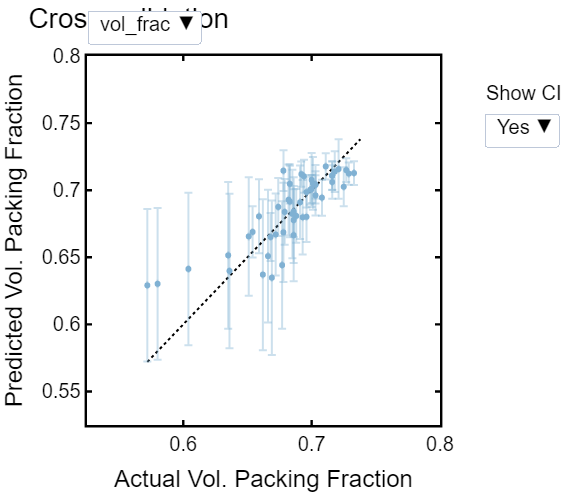 Cros
vol_frac ▼
Show CI
Yes ▼
Predicted Vol. Packing Fraction
0.8
0.75
0.7
0.65
0.6
0.55
0.6
0.7
0.8
Actual Vol. Packing Fraction